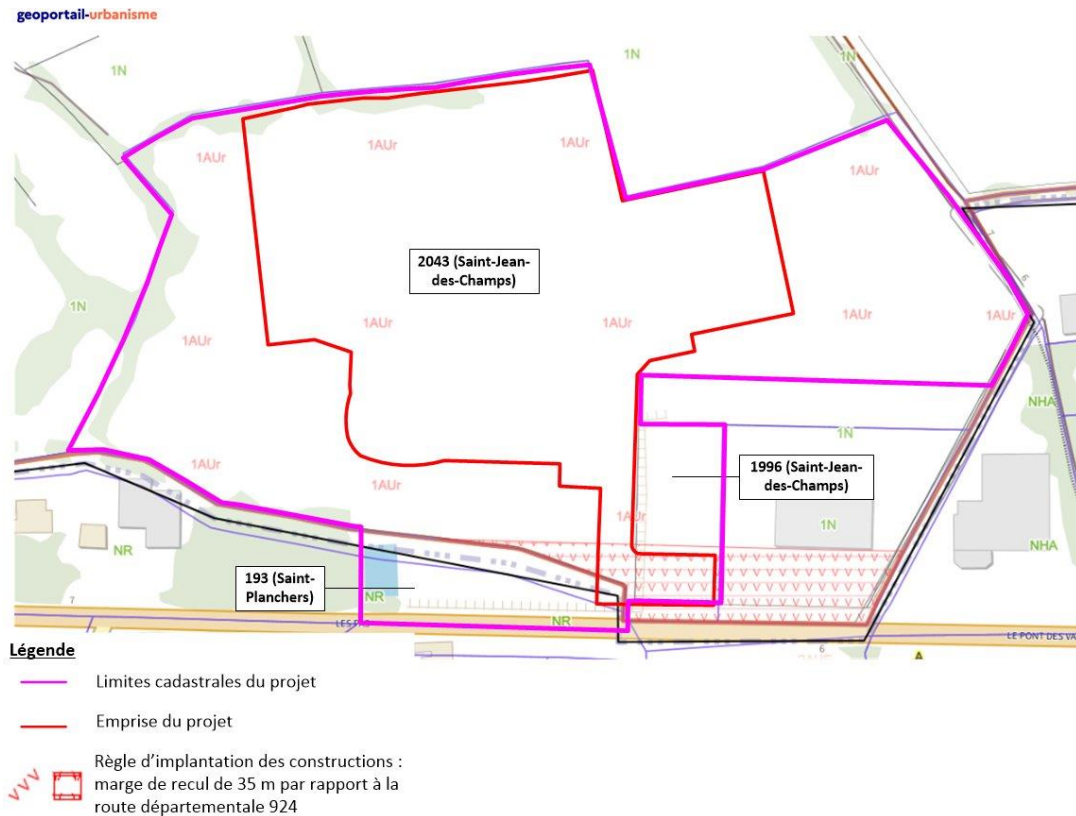 geoportail-urbanisme
1N
1N
1N
1AUr
1AUr
1AUr
1AUr
2043 (Saint-Jean-
des-Champs)
1N
1AUr
1AUr
1AUr
1AUr
1AUr
6
NHA
1N
1996 (Saint-Jean-
des-Champs)
1AUr
1AUr
1AUr
1N
NHA
NR
193 (Saint-
Planchers)
NR
7
NR
LE PONT DES VA
6
Légende
Limites cadastrales du projet
Emprise du projet
Règle d'implantation des constructions :
marge de recul de 35 m par rapport à la
route départementale 924